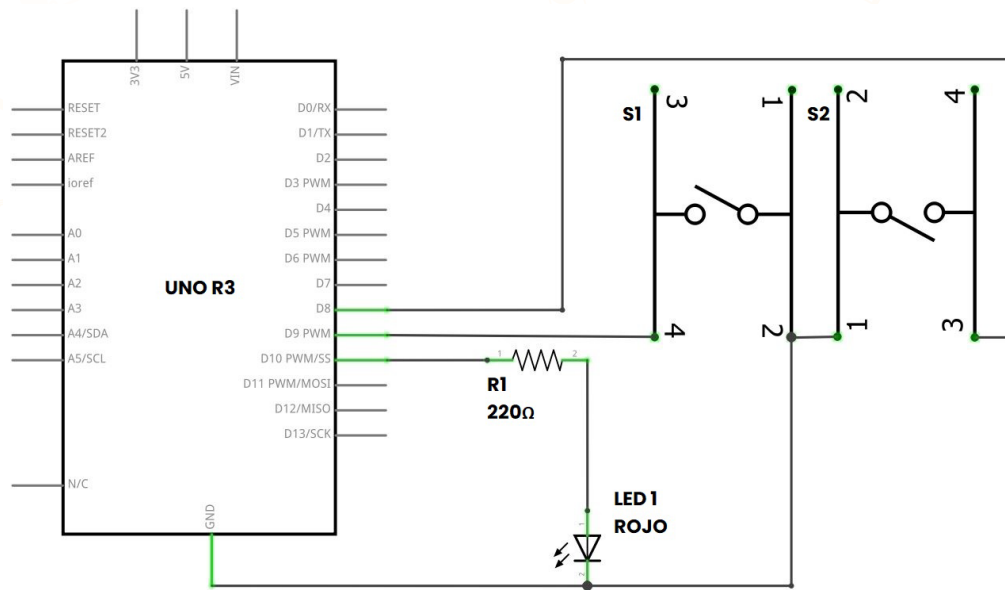 3V3
5V
VIN
RESET
RESET2
AREF
ioref
A0
A1
A2
A3
A4/SDA
A5/SCL
N/C
UNO R3
D0/RX
D1/TX
D2
D3 PWM
D4
D5 PWM
D6 PWM
D7
D8
D9 PWM
D10 PWM/SS
D11 PWM/MOSI
D12/MISO
D13/SCK
GND
1
2
R1
220Ω
S1
3
1
4
2
S2
2
4
1
3
LED 1
ROJO
1
2